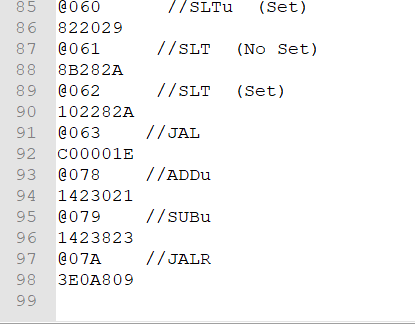 85 @060 //SLTu (Set)
86 822029
87 @061 //SLT (No Set)
88 8B282A
89 @062 //SLT (Set)
90 102282A
91 @063 //JAL
92 C00001E
93 @078 //ADDu
94 1423021
95 @079 //SUBu
96 1423823
97 @07A //JALR
98 3E0A809
99